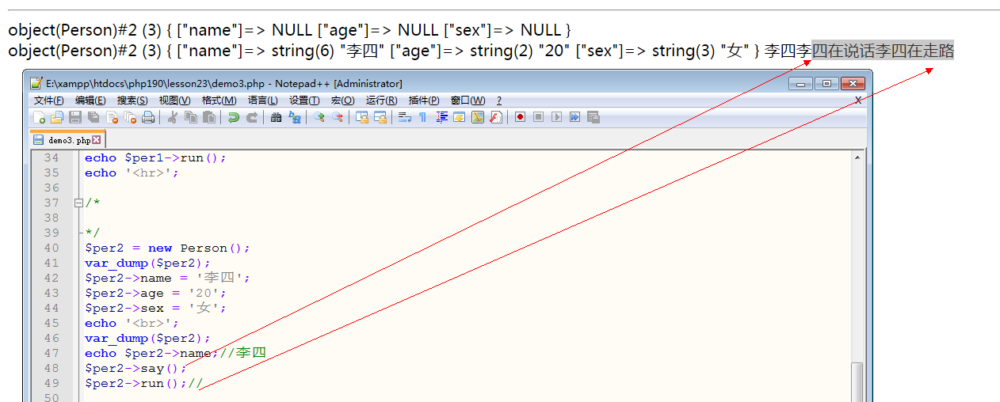 object(Person)#2 (3) { ["name"]=> NULL ["age"]=> NULL ["sex"]=> NULL }
object(Person)#2 (3) { ["name"]=> string(6) "李四" ["age"]=> string(2) "20" ["sex"]=> string(3) "女" } 李四李四在说话李四在走路
E:\xampp\htdocs\php190\lesson23\demo3.php - Notepad++ [Administrator]
文件(F) 编辑(E) 搜索(S) 视图(V) 格式(M) 语言(L) 设置(T) 宏(O) 运行(R) 插件(P) 窗口(W) ? X
demo3.php
34 echo $per1->run();
35 echo '<hr>';
36
37 /*
38
39 */
40 $per2 = new Person();
41 var_dump($per2);
42 $per2->name = '李四';
43 $per2->age = '20';
44 $per2->sex = '女';
45 echo '<br>';
46 var_dump($per2);
47 echo $per2->name;//李四
48 $per2->say();
49 $per2->run();//
50